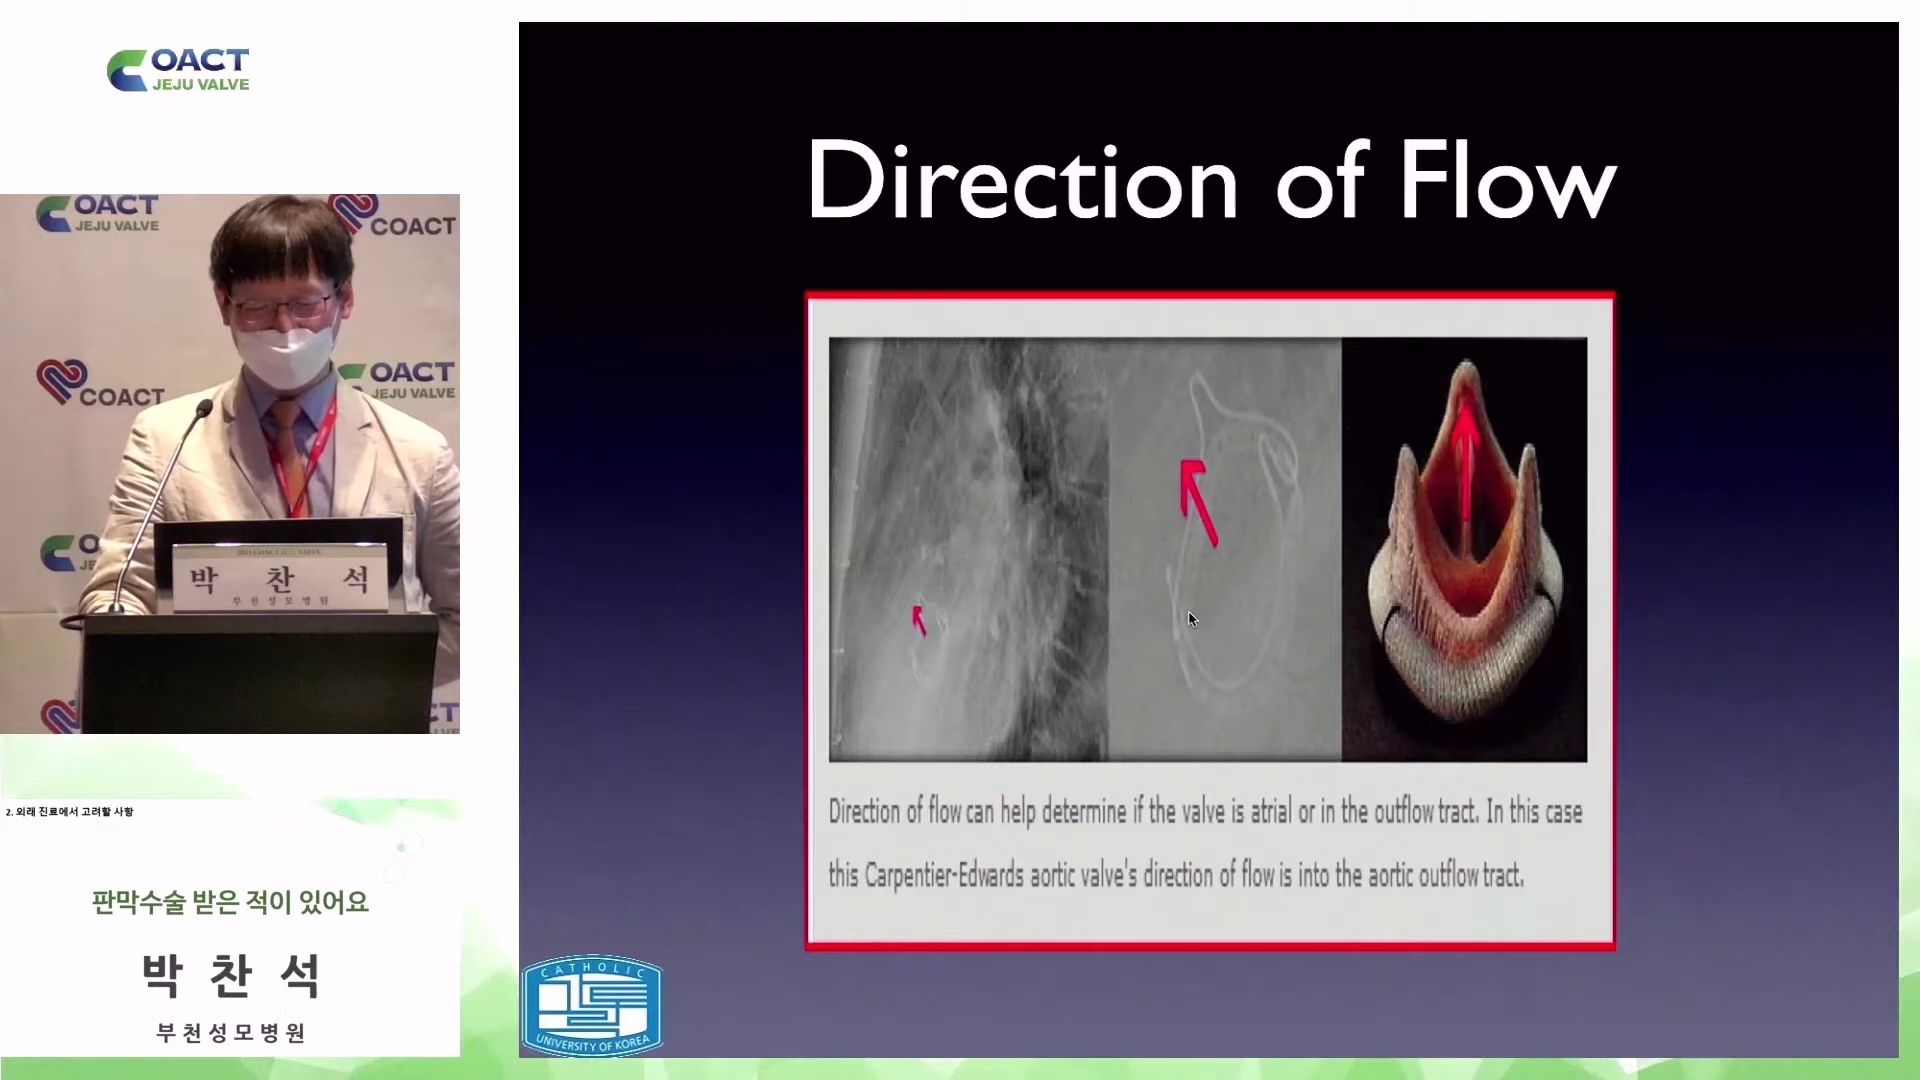 OACT
JEJU VALVE
OACT
JEJU VALVE
COACT
COACT
OACT
JEJU VALVE
박 찬 석
부천성모병원
2. 외래 진료에서 고려할 사항
판막수술 받은 적이 있어요
박 찬 석
부천성모병원
Direction of Flow
Direction of flow can help determine if the valve is atrial or in the outflow tract. In this case
this Carpentier-Edwards aortic valve's direction of flow is into the aortic outflow tract.
CATHOLIC
UNIVERSITY OF KOREA